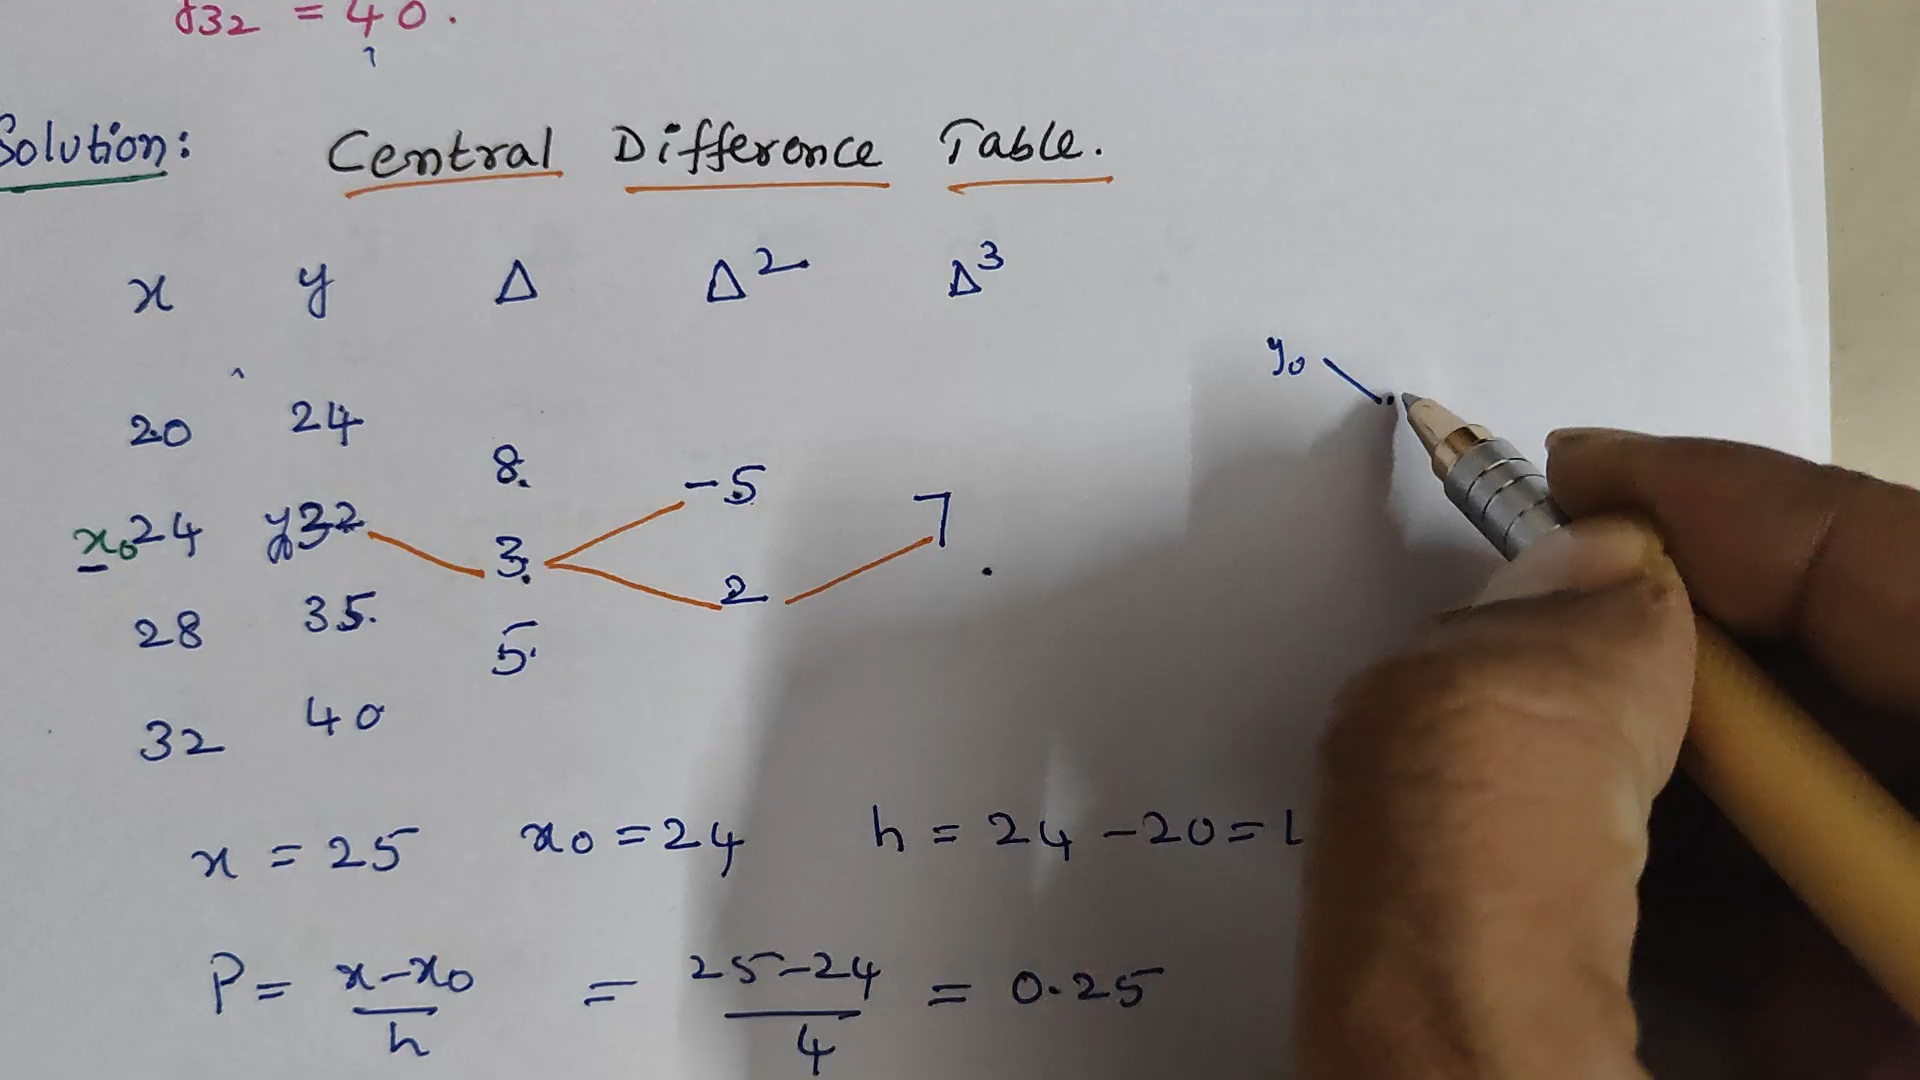 y32 = 40.
Solution: Central Difference Table.
x y Δ Δ² Δ³
y0
20 24
8.
-5
x0 24 y0 32
3.
7
2
28 35.
5.
32 40
x = 25 x0 = 24 h = 24 - 20 =
P = x-x0/h = 25-24/4 = 0.25